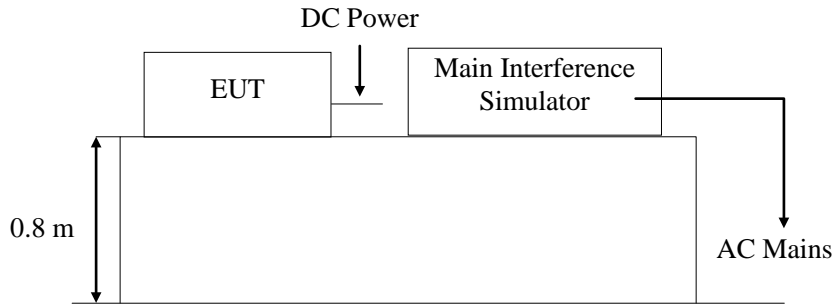 DC Power
EUT
Main Interference
Simulator
0.8 m
AC Mains